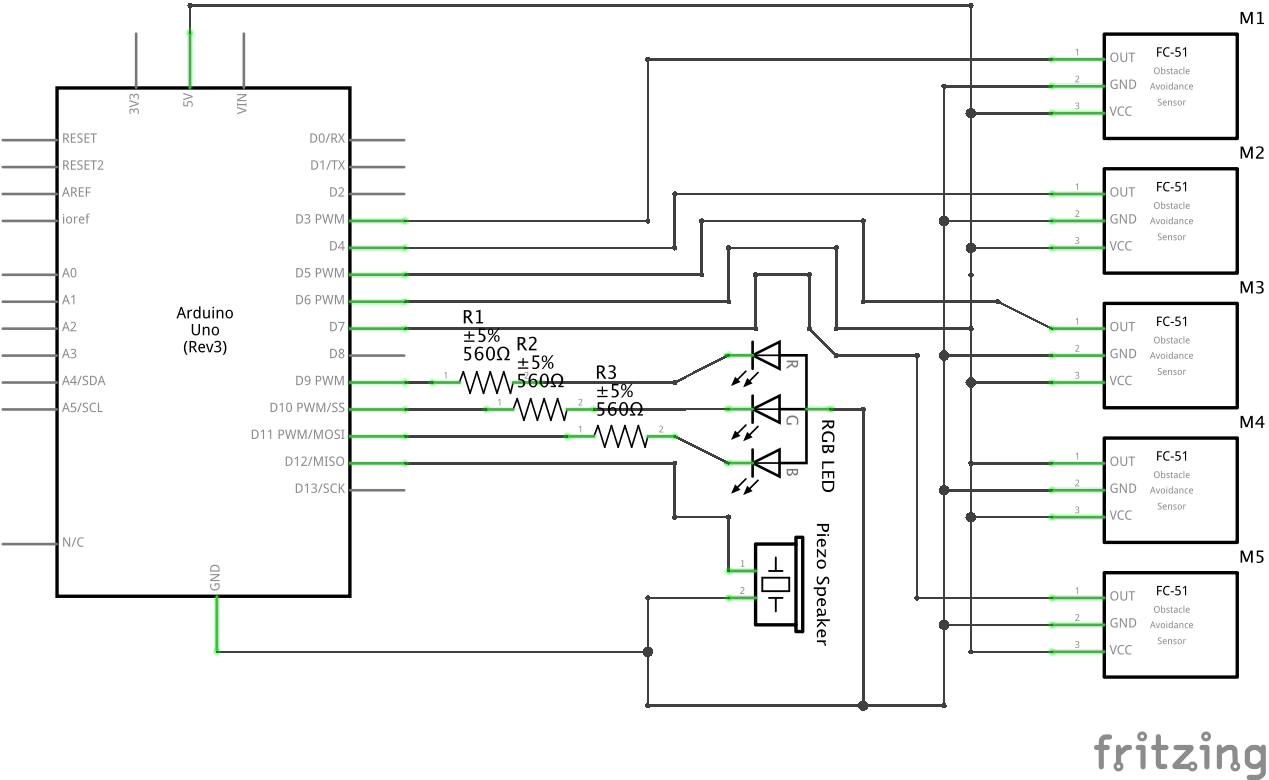 3V3
5V
VIN
RESET
RESET2
AREF
ioref
A0
A1
A2
A3
A4/SDA
A5/SCL
N/C
Arduino
Uno
(Rev3)
D0/RX
D1/TX
D2
D3 PWM
D4
D5 PWM
D6 PWM
D7
D8
D9 PWM
D10 PWM/SS
D11 PWM/MOSI
D12/MISO
D13/SCK
GND
R1
±5%
560Ω
1
2
R2
±5%
560Ω
1
2
R3
±5%
560Ω
1
2
R
G
B
RGB LED
1
2
Piezo Speaker
M1
1
OUT
2
GND
3
VCC
FC-51
Obstacle
Avoidance
Sensor
M2
1
OUT
2
GND
3
VCC
FC-51
Obstacle
Avoidance
Sensor
M3
1
OUT
2
GND
3
VCC
FC-51
Obstacle
Avoidance
Sensor
M4
1
OUT
2
GND
3
VCC
FC-51
Obstacle
Avoidance
Sensor
M5
1
OUT
2
GND
3
VCC
FC-51
Obstacle
Avoidance
Sensor
fritzing